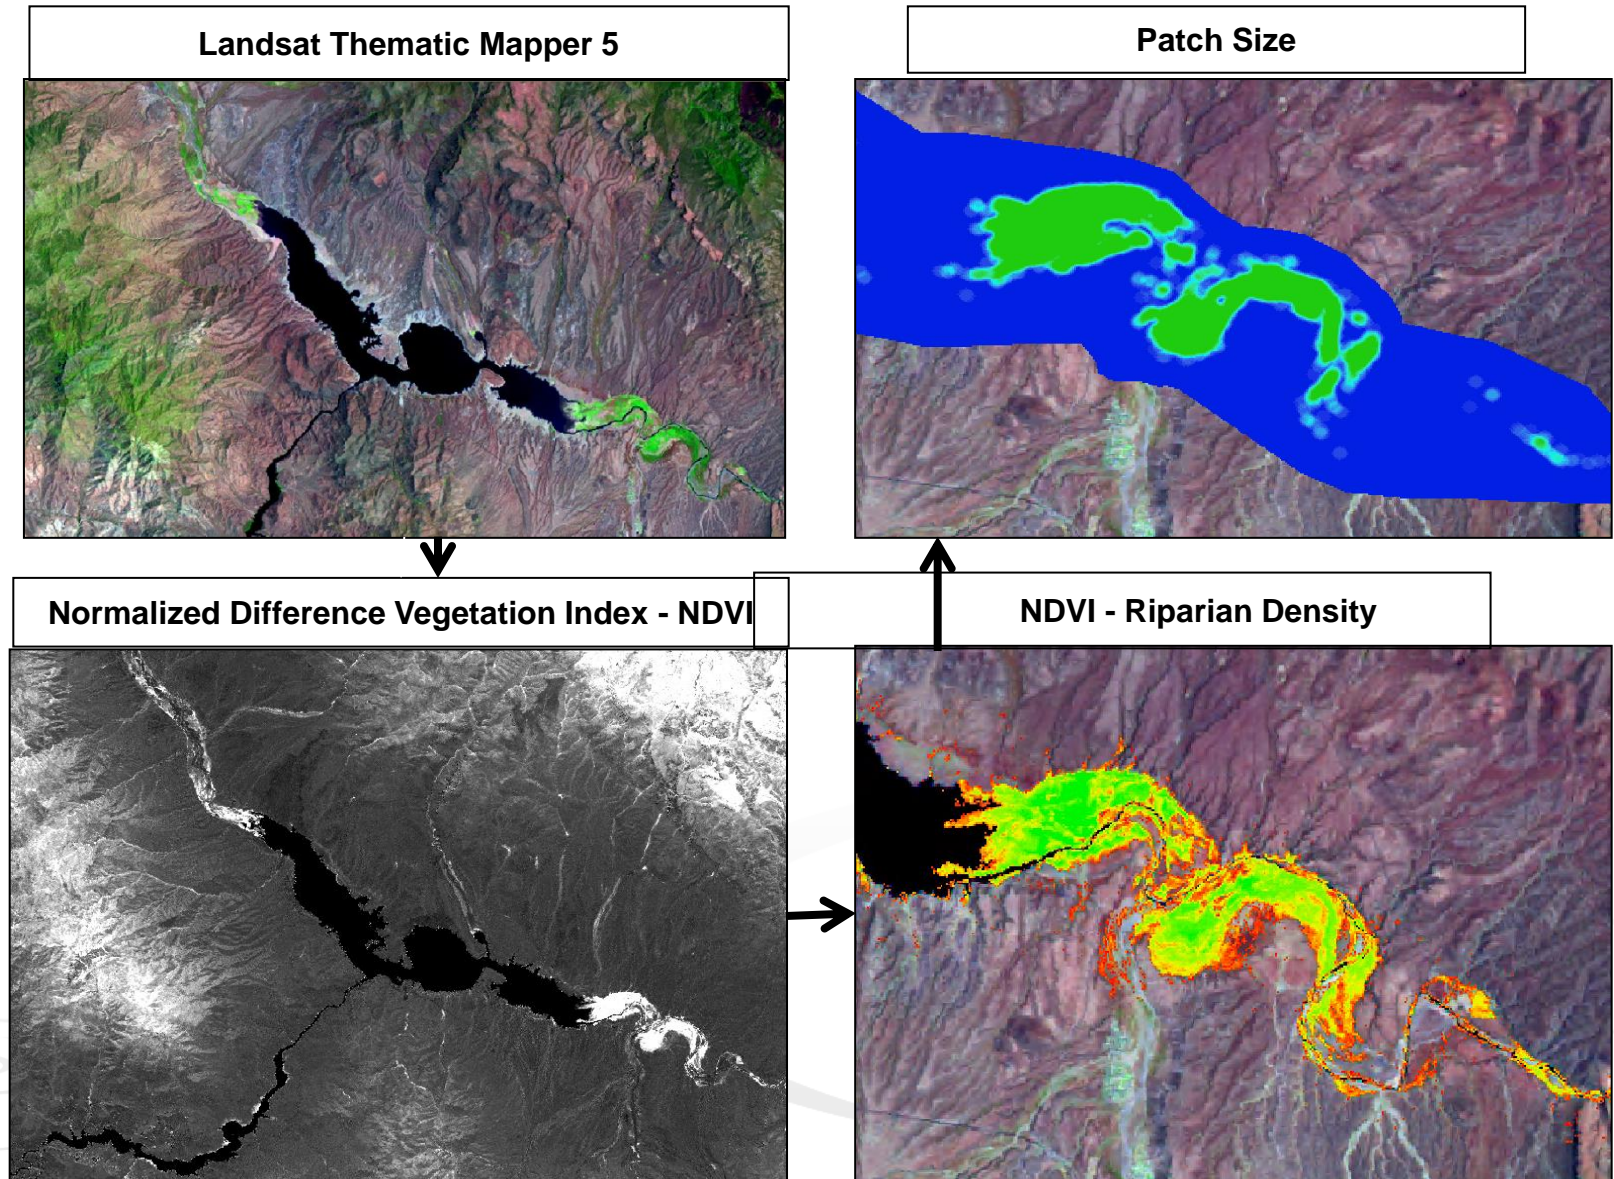 Landsat Thematic Mapper 5
Patch Size
Normalized Difference Vegetation Index - NDVI
NDVI - Riparian Density